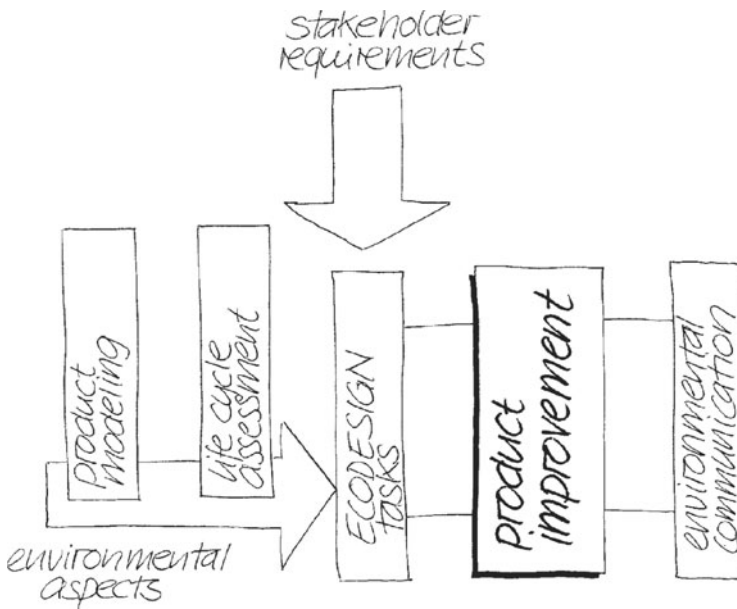 stakeholder
requirements
product
modeling
life cycle
assessment
ECODESIGN
tasks
product
improvement
environmental
communication
environmental
aspects